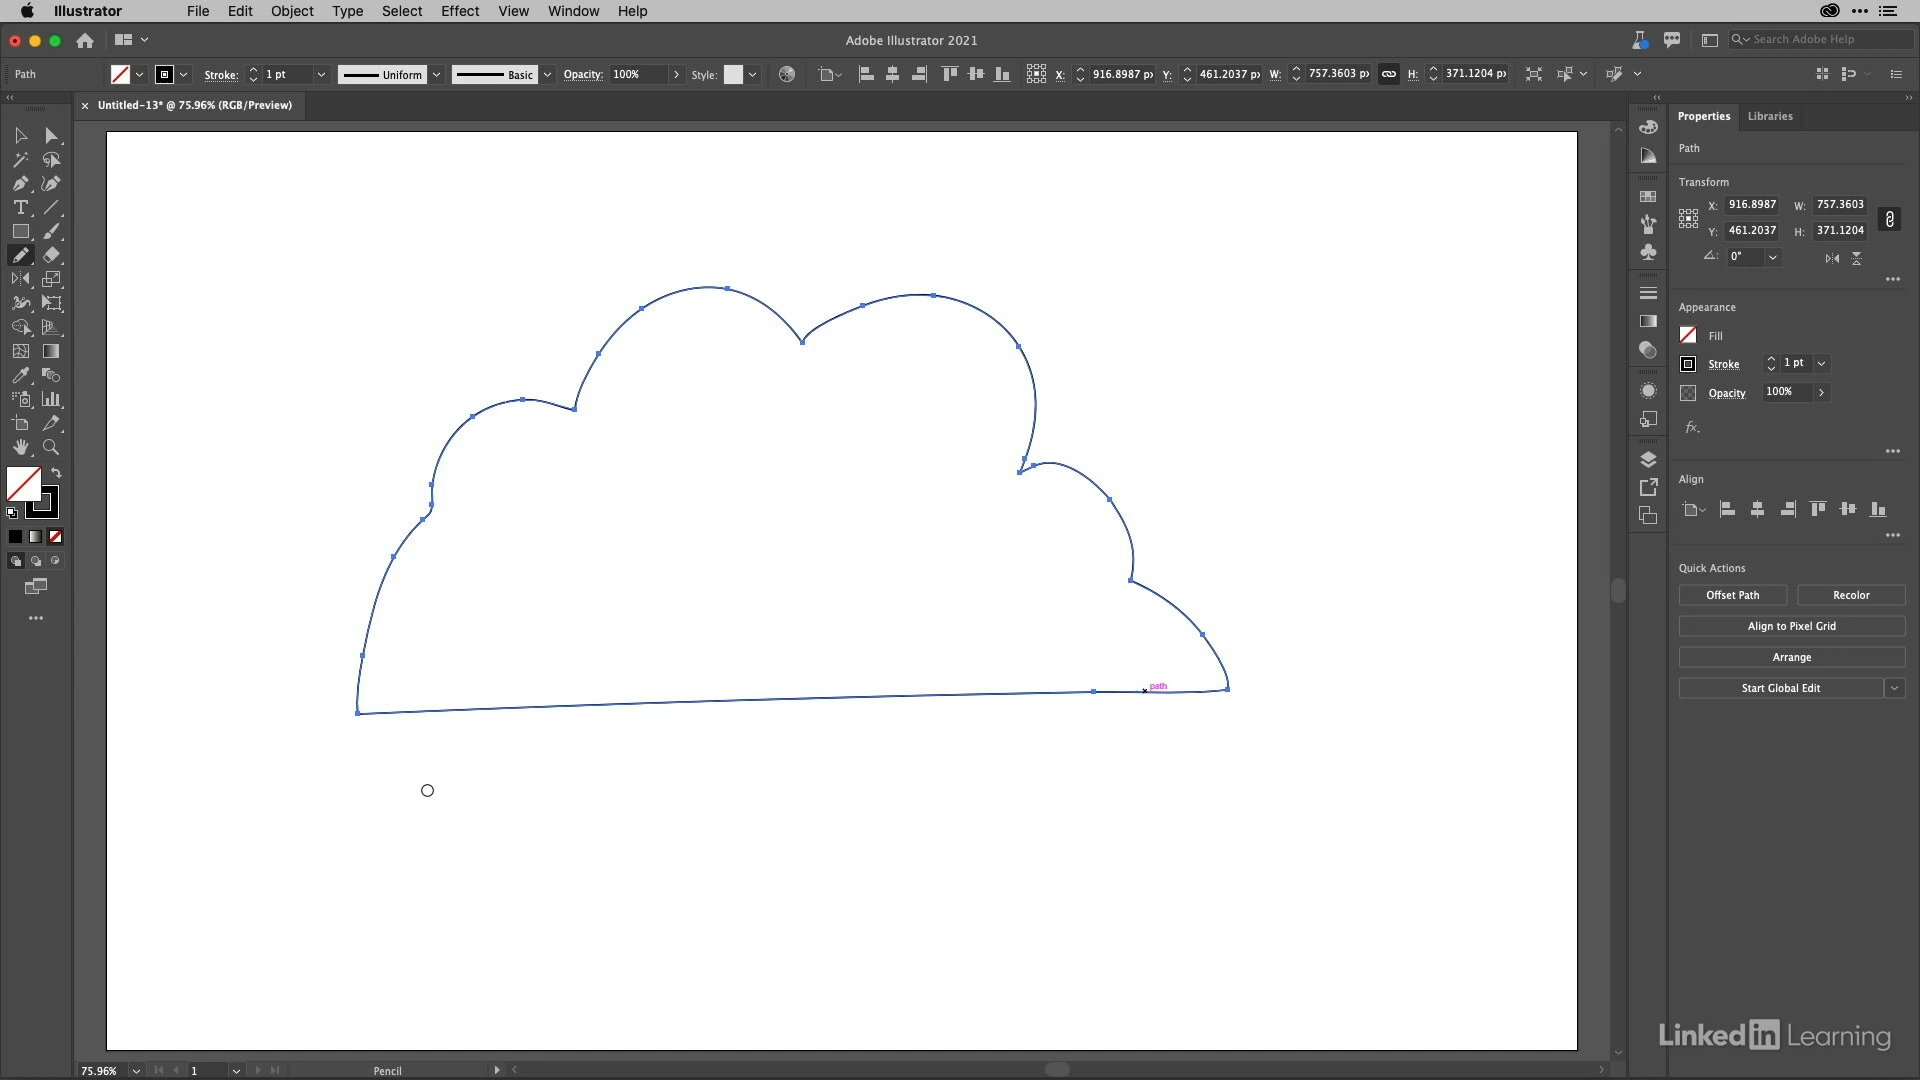 Illustrator File Edit Object Type Select Effect View Window Help
Adobe Illustrator 2021
Search Adobe Help
Path Stroke: 1 pt Uniform Basic Opacity: 100% Style: X: 916.8987 px Y: 461.2037 px W: 757.3603 px H: 371.1204 px
× Untitled-13* @ 75.96% (RGB/Preview)
Properties Libraries
Path
Transform
X: 916.8987 W: 757.3603
Y: 461.2037 H: 371.1204
0°
Appearance
Fill
Stroke 1 pt
Opacity 100%
fx.
Align
Quick Actions
Offset Path Recolor
Align to Pixel Grid
Arrange
Start Global Edit
path
LinkedIn Learning
75.96% 1 Pencil